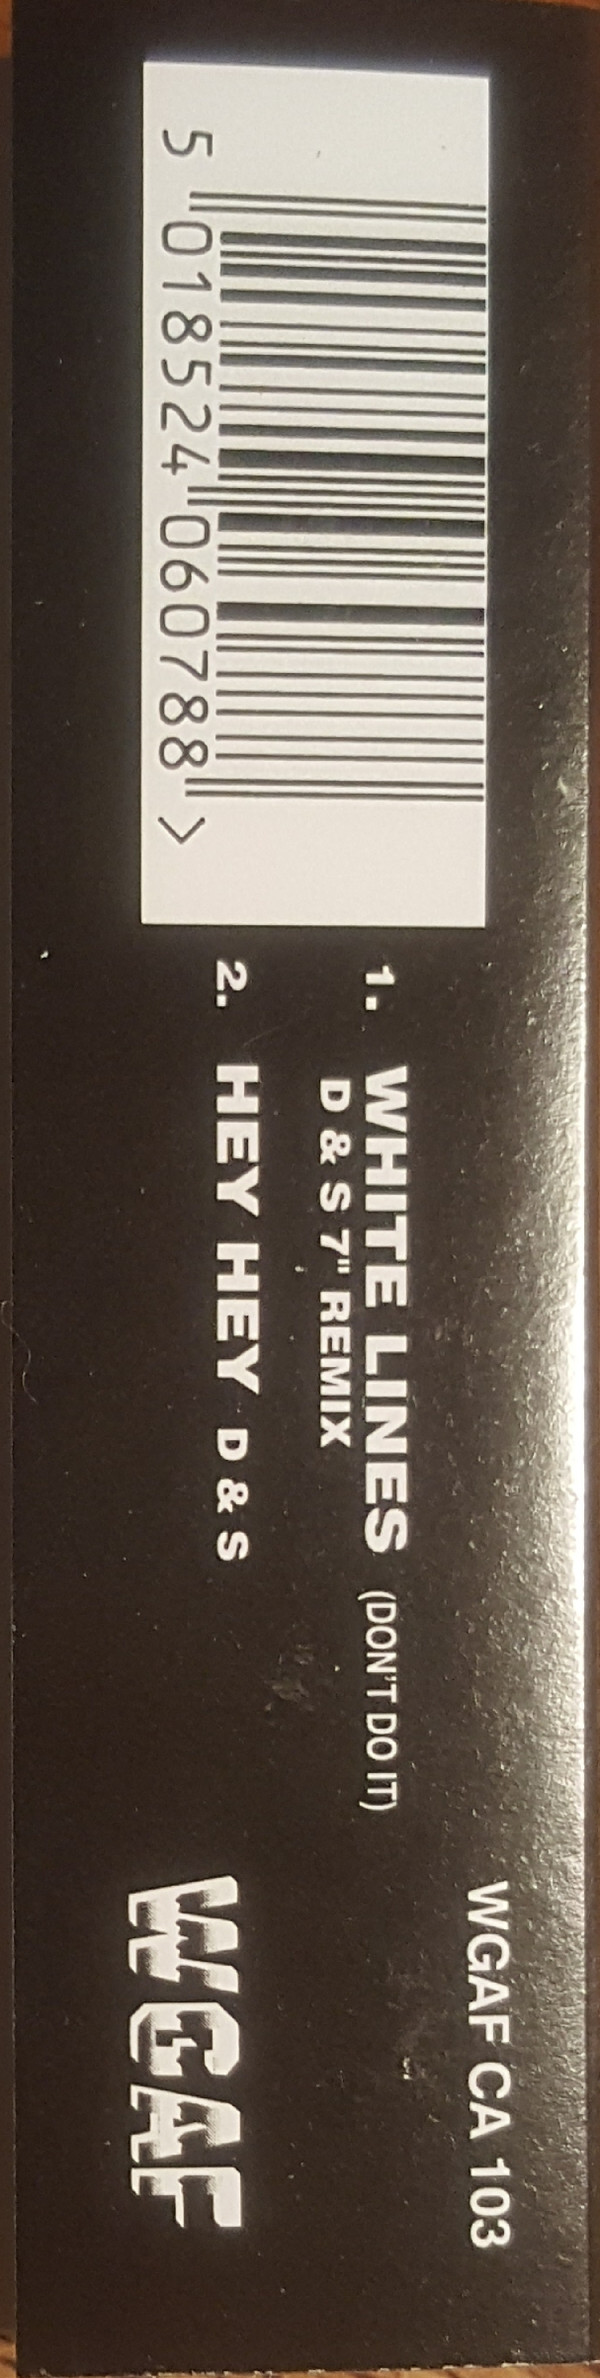 WGAF CA 103
1. WHITE LINES (DON'T DO IT)
D & S 7" REMIX
2. HEY HEY D & S
5 018524 060788 >
WGAF